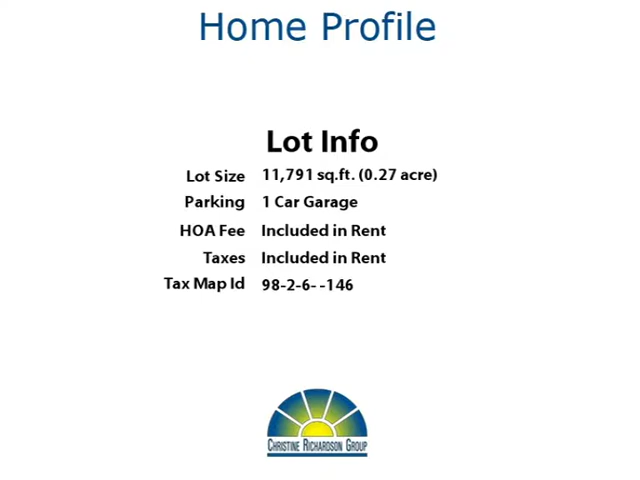 Home Profile
Lot Info
Lot Size 11,791 sq.ft. (0.27 acre)
Parking 1 Car Garage
HOA Fee Included in Rent
Taxes Included in Rent
Tax Map Id 98-2-6- -146
CHRISTINE RICHARDSON GROUP